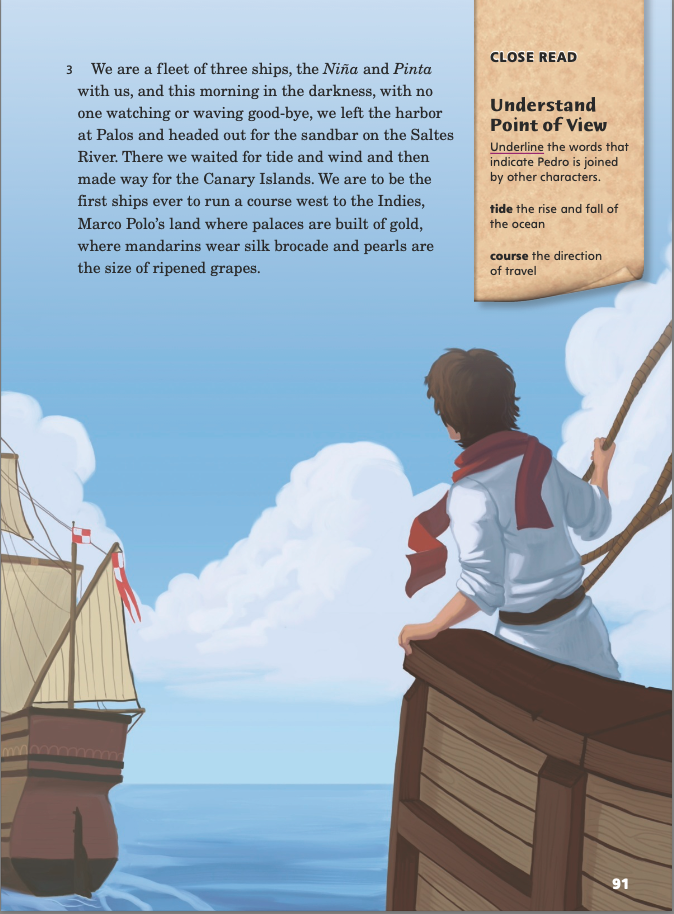 3 We are a fleet of three ships, the Niña and Pinta
with us, and this morning in the darkness, with no
one watching or waving good-bye, we left the harbor
at Palos and headed out for the sandbar on the Saltes
River. There we waited for tide and wind and then
made way for the Canary Islands. We are to be the
first ships ever to run a course west to the Indies,
Marco Polo’s land where palaces are built of gold,
where mandarins wear silk brocade and pearls are
the size of ripened grapes.
CLOSE READ
Understand
Point of View
Underline the words that
indicate Pedro is joined
by other characters.
tide the rise and fall of
the ocean
course the direction
of travel
91